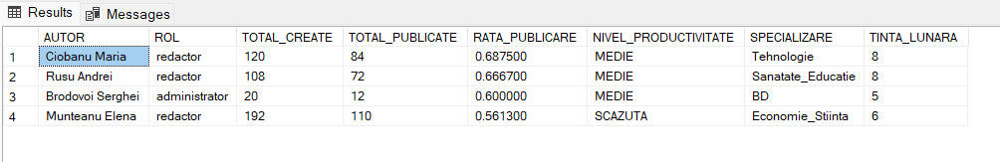 Results Messages
AUTOR ROL TOTAL_CREATE TOTAL_PUBLICATE RATA_PUBLICARE NIVEL_PRODUCTIVITATE SPECIALIZARE TINTA_LUNARA
1 Ciobanu Maria redactor 120 84 0.687500 MEDIE Tehnologie 8
2 Rusu Andrei redactor 108 72 0.666700 MEDIE Sanatate_Educatie 8
3 Brodovoi Serghei administrator 20 12 0.600000 MEDIE BD 5
4 Munteanu Elena redactor 192 110 0.561300 SCAZUTA Economie_Stiinta 6